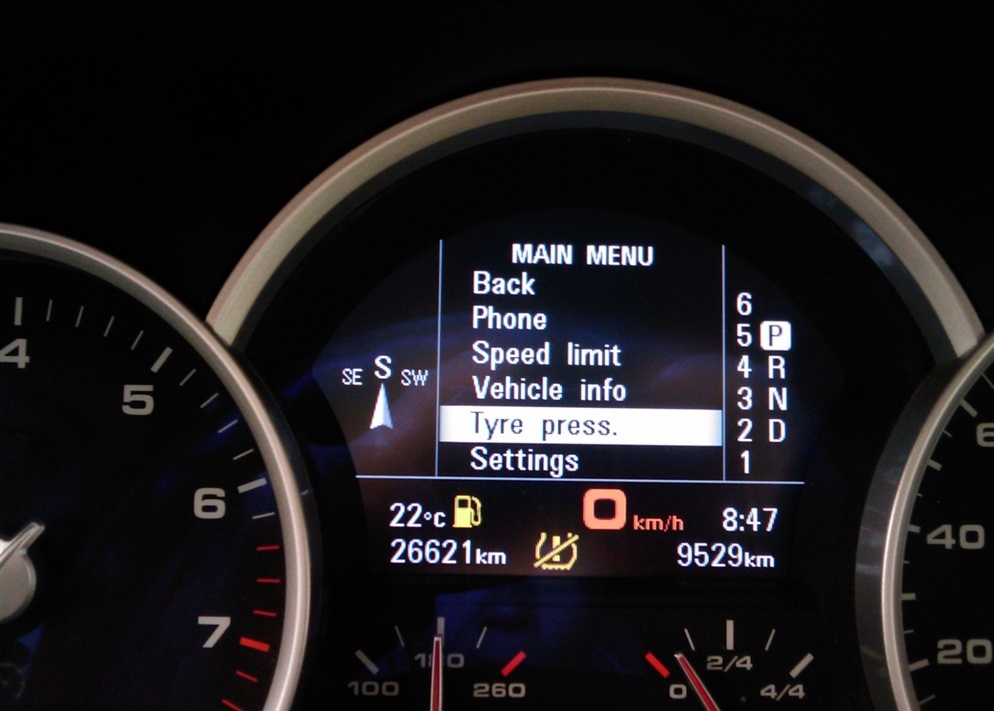 MAIN MENU
Back
Phone
Speed limit
Vehicle info
Tyre press.
Settings
SE S SW
6
5 P
4 R
3 N
2 D
1
22°C 0 km/h 8:47
26621km 9529km
4
5
6
7
100 180 260
0 2/4 4/4
40
20